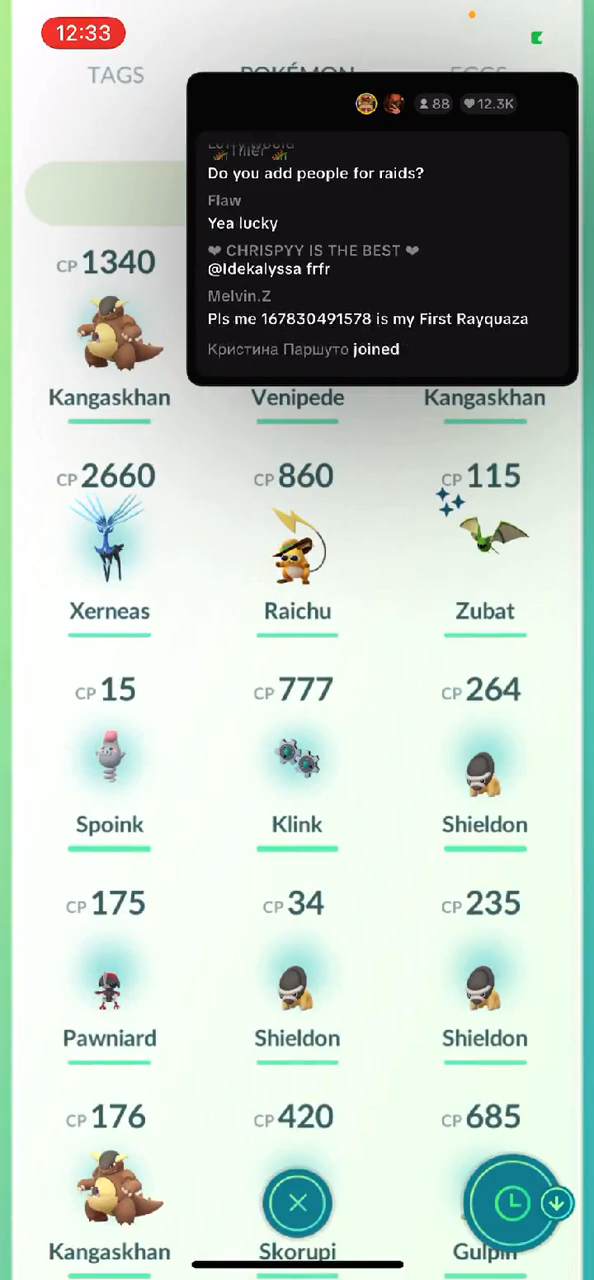 12:33
TAGS
POKÉMON
EGGS
88
12.3K
Do you add people for raids?
Flaw
Yea lucky
❤ CHRISPYY IS THE BEST ❤
@Idekalyssa frfr
Melvin.Z
Pls me 167830491578 is my First Rayquaza
Кристина Паршуто joined
CP 1340
Kangaskhan
Venipede
Kangaskhan
CP 2660
CP 860
CP 115
Xerneas
Raichu
Zubat
CP 15
CP 777
CP 264
Spoink
Klink
Shieldon
CP 175
CP 34
CP 235
Pawniard
Shieldon
Shieldon
CP 176
CP 420
CP 685
Kangaskhan
Skorupi
Gulpin